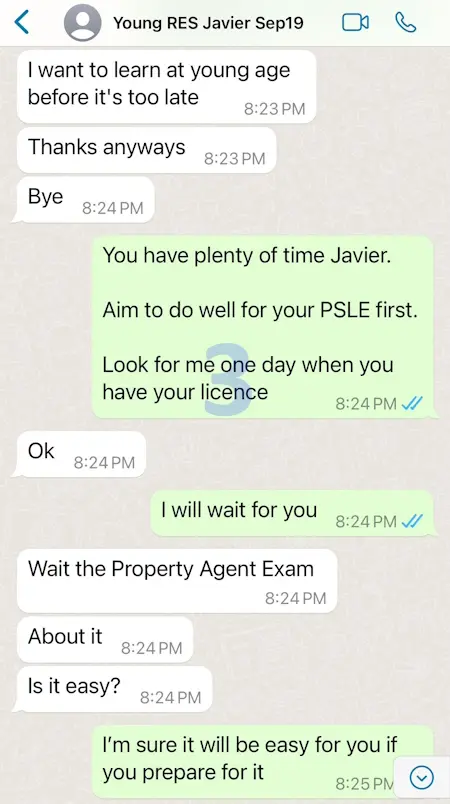 Young RES Javier Sep19
I want to learn at young age
before it's too late
8:23 PM
Thanks anyways
8:23 PM
Bye
8:24 PM
You have plenty of time Javier.
Aim to do well for your PSLE first.
Look for me one day when you
have your licence
8:24 PM
3
Ok
8:24 PM
I will wait for you
8:24 PM
Wait the Property Agent Exam
8:24 PM
About it
8:24 PM
Is it easy?
8:24 PM
I'm sure it will be easy for you if
you prepare for it
8:25 PM